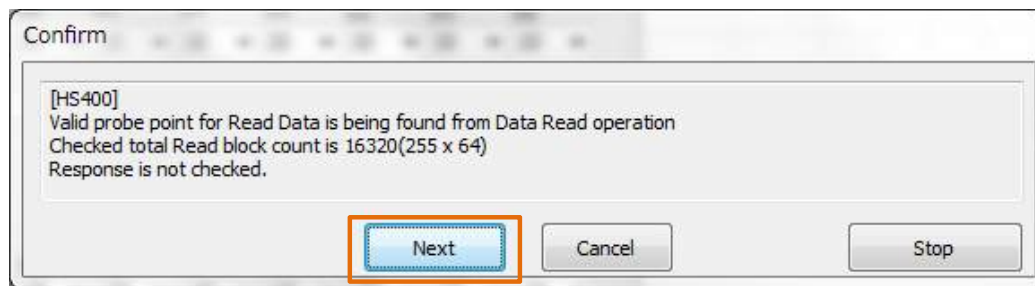 Confirm
[HS400]
Valid probe point for Read Data is being found from Data Read operation
Checked total Read block count is 16320(255 x 64)
Response is not checked.
Next Cancel Stop